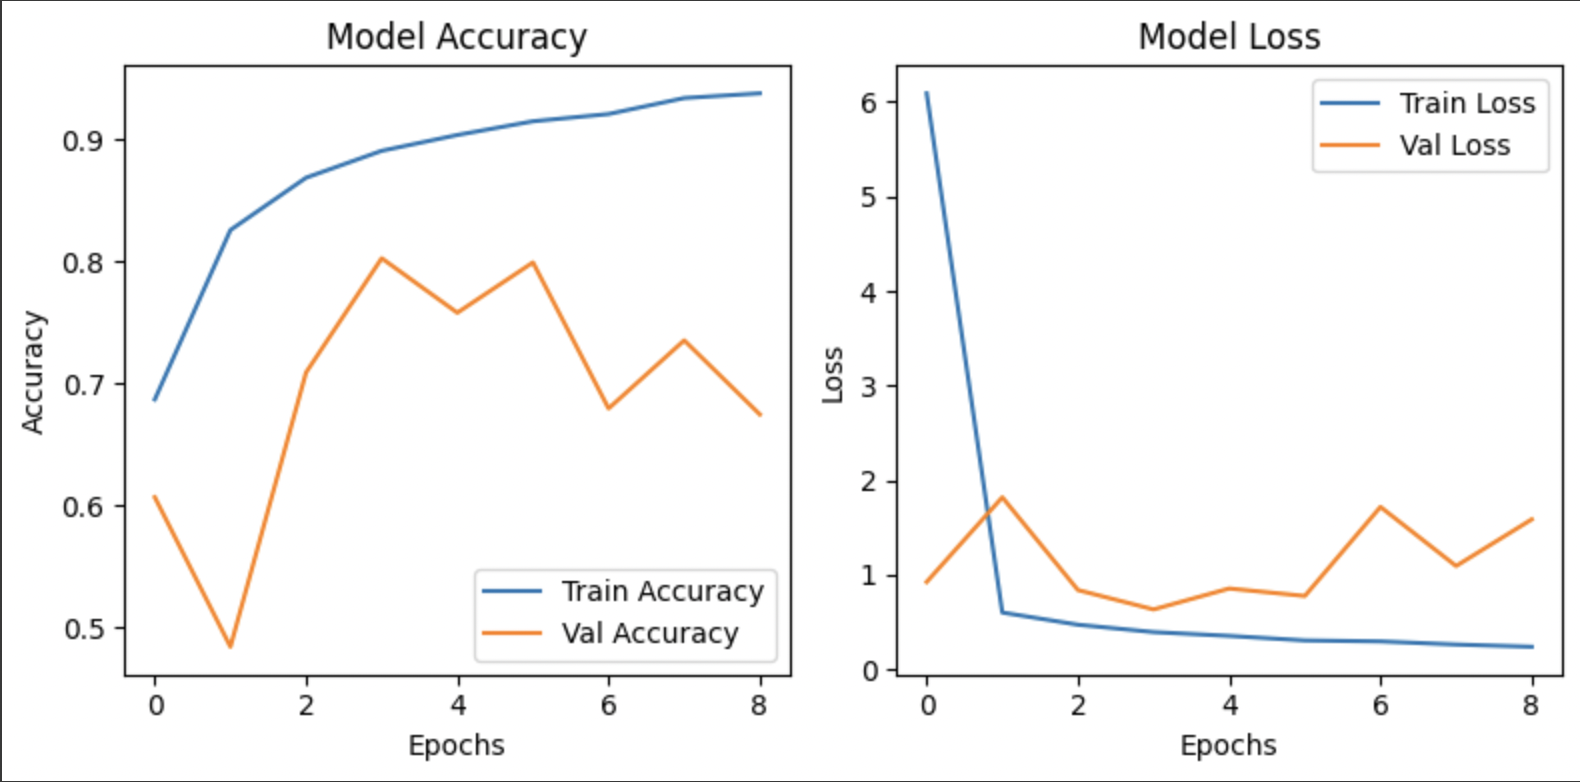 Model Accuracy
Accuracy
0.9
0.8
0.7
0.6
0.5
Train Accuracy
Val Accuracy
0 2 4 6 8
Epochs
Model Loss
Loss
6
5
4
3
2
1
0
Train Loss
Val Loss
0 2 4 6 8
Epochs